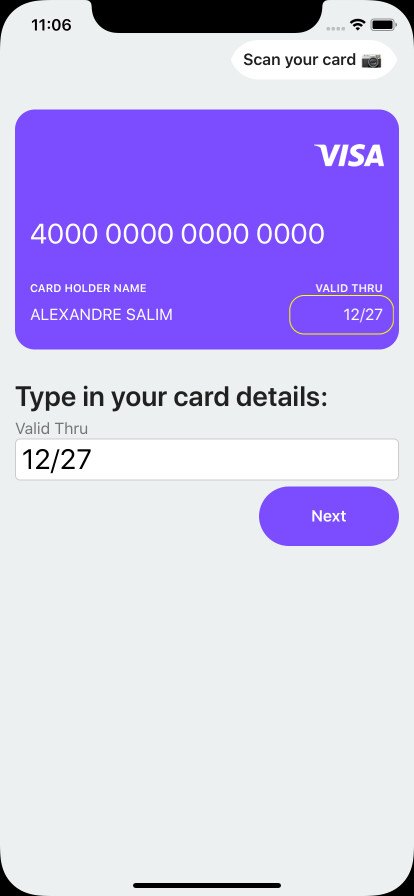 11:06
Scan your card 📷
VISA
4000 0000 0000 0000
CARD HOLDER NAME VALID THRU
ALEXANDRE SALIM 12/27
Type in your card details:
Valid Thru
12/27
Next